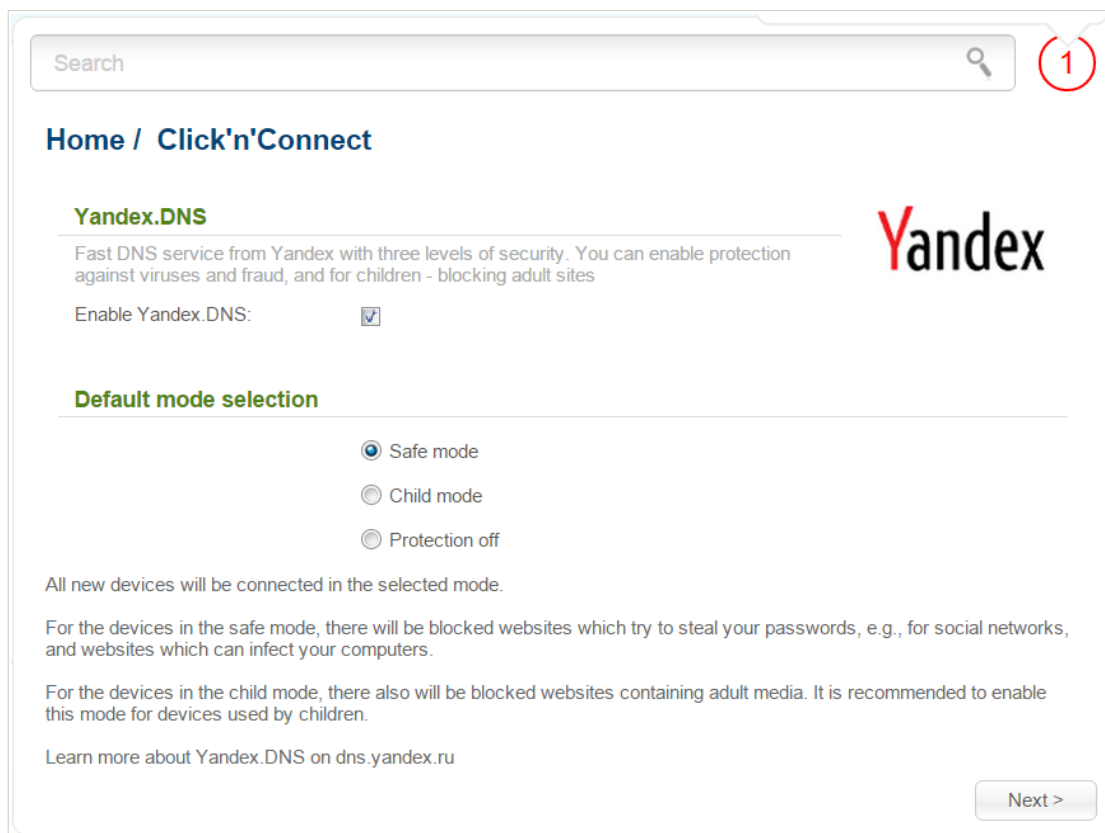 Search
1
Home / Click'n'Connect
Yandex.DNS
Yandex
Fast DNS service from Yandex with three levels of security. You can enable protection
against viruses and fraud, and for children - blocking adult sites
Enable Yandex.DNS:
Default mode selection
Safe mode
Child mode
Protection off
All new devices will be connected in the selected mode.
For the devices in the safe mode, there will be blocked websites which try to steal your passwords, e.g., for social networks,
and websites which can infect your computers.
For the devices in the child mode, there also will be blocked websites containing adult media. It is recommended to enable
this mode for devices used by children.
Learn more about Yandex.DNS on dns.yandex.ru
Next >